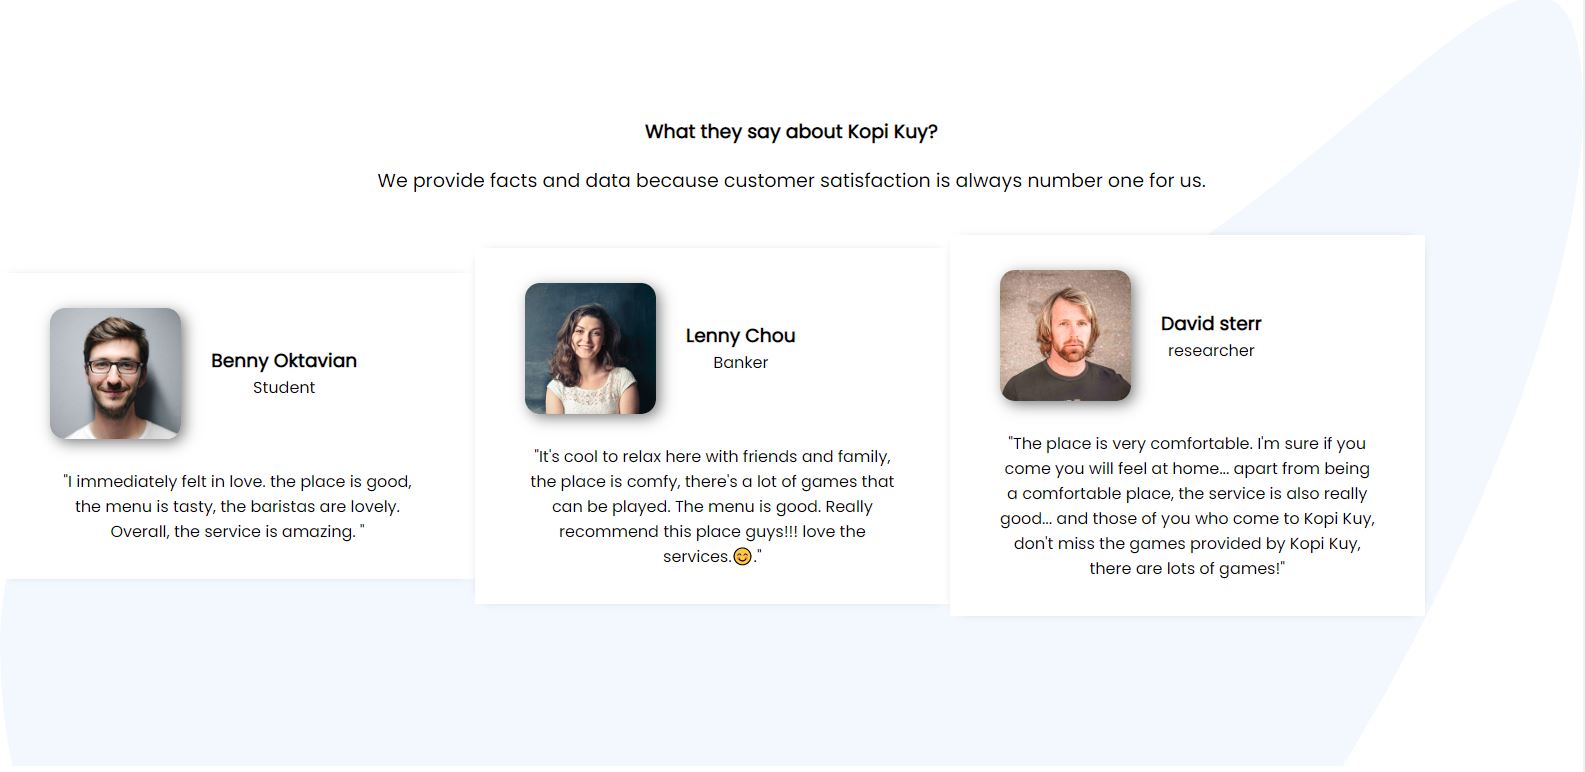 What they say about Kopi Kuy?
We provide facts and data because customer satisfaction is always number one for us.
Benny Oktavian
Student
"I immediately felt in love. the place is good,
the menu is tasty, the baristas are lovely.
Overall, the service is amazing. "
Lenny Chou
Banker
"It's cool to relax here with friends and family,
the place is comfy, there's a lot of games that
can be played. The menu is good. Really
recommend this place guys!!! love the
services.😊."
David sterr
researcher
"The place is very comfortable. I'm sure if you
come you will feel at home... apart from being
a comfortable place, the service is also really
good... and those of you who come to Kopi Kuy,
don't miss the games provided by Kopi Kuy,
there are lots of games!"